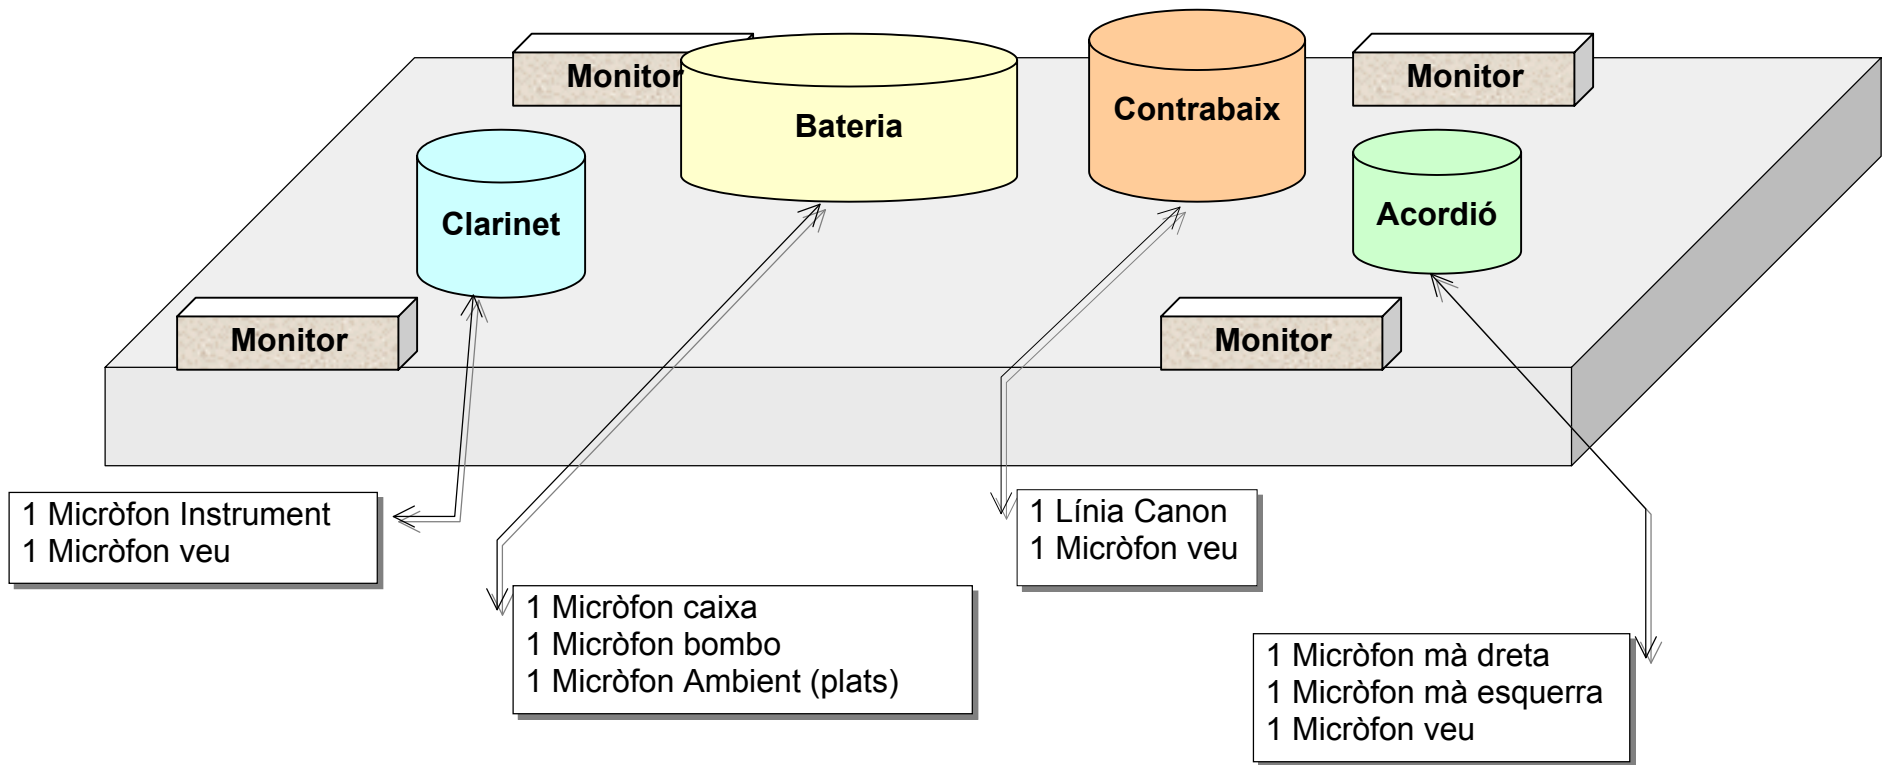 Monitor
Bateria
Contrabaix
Monitor
Clarinet
Acordió
Monitor
Monitor
1 Micròfon Instrument
1 Micròfon veu
1 Línia Canon
1 Micròfon veu
1 Micròfon caixa
1 Micròfon bombo
1 Micròfon Ambient (plats)
1 Micròfon mà dreta
1 Micròfon mà esquerra
1 Micròfon veu